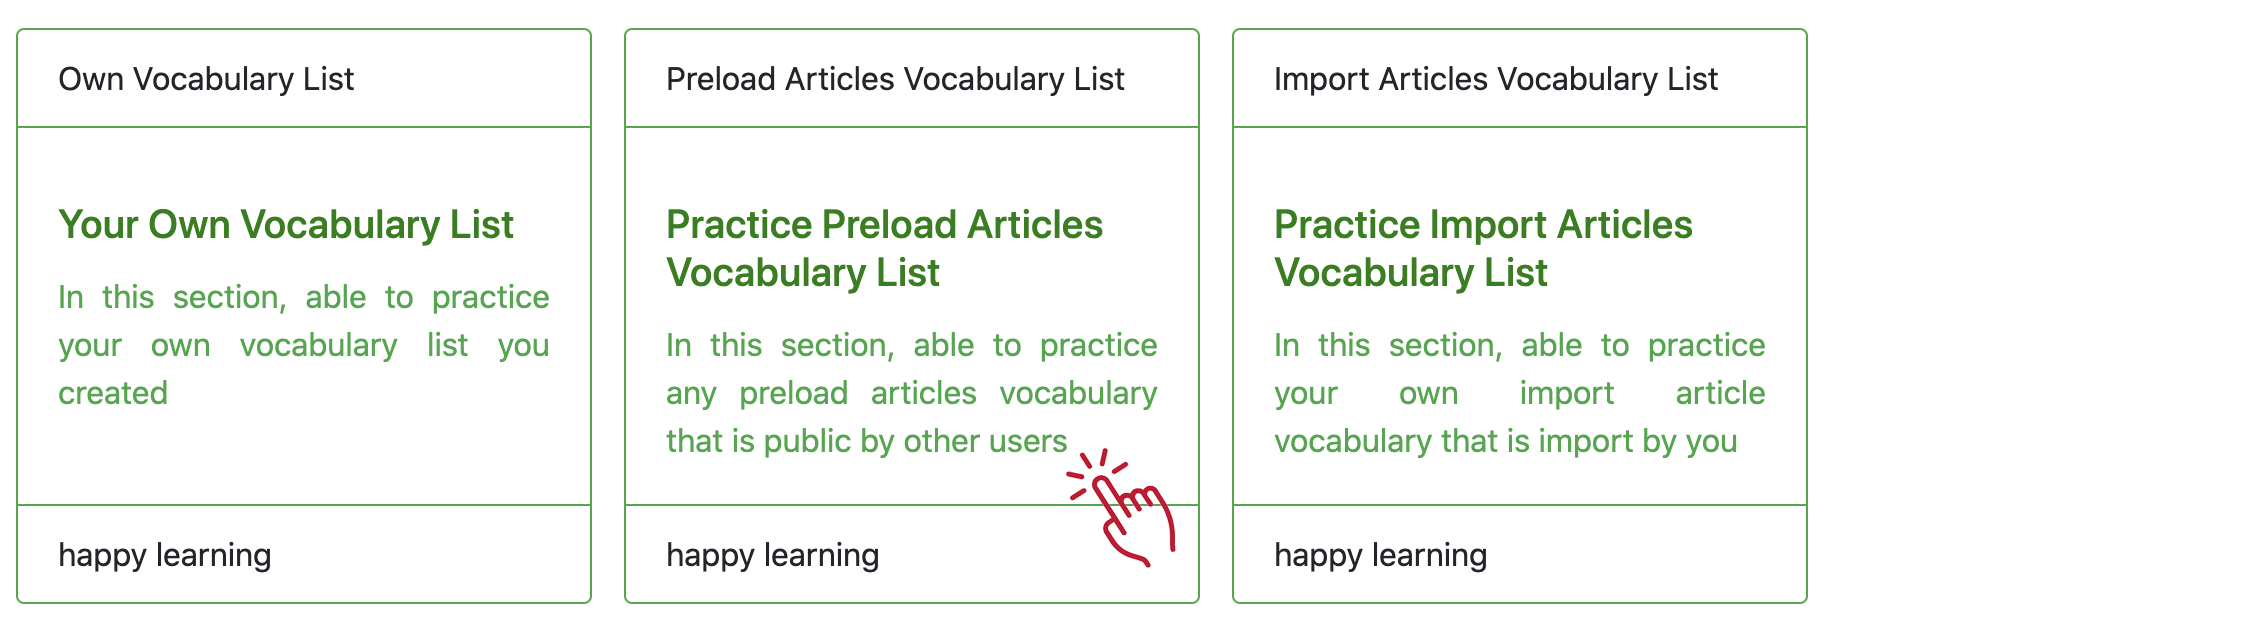 Own Vocabulary List
Your Own Vocabulary List
In this section, able to practice
your own vocabulary list you
created
happy learning
Preload Articles Vocabulary List
Practice Preload Articles
Vocabulary List
In this section, able to practice
any preload articles vocabulary
that is public by other users
happy learning
Import Articles Vocabulary List
Practice Import Articles
Vocabulary List
In this section, able to practice
your own import article
vocabulary that is import by you
happy learning